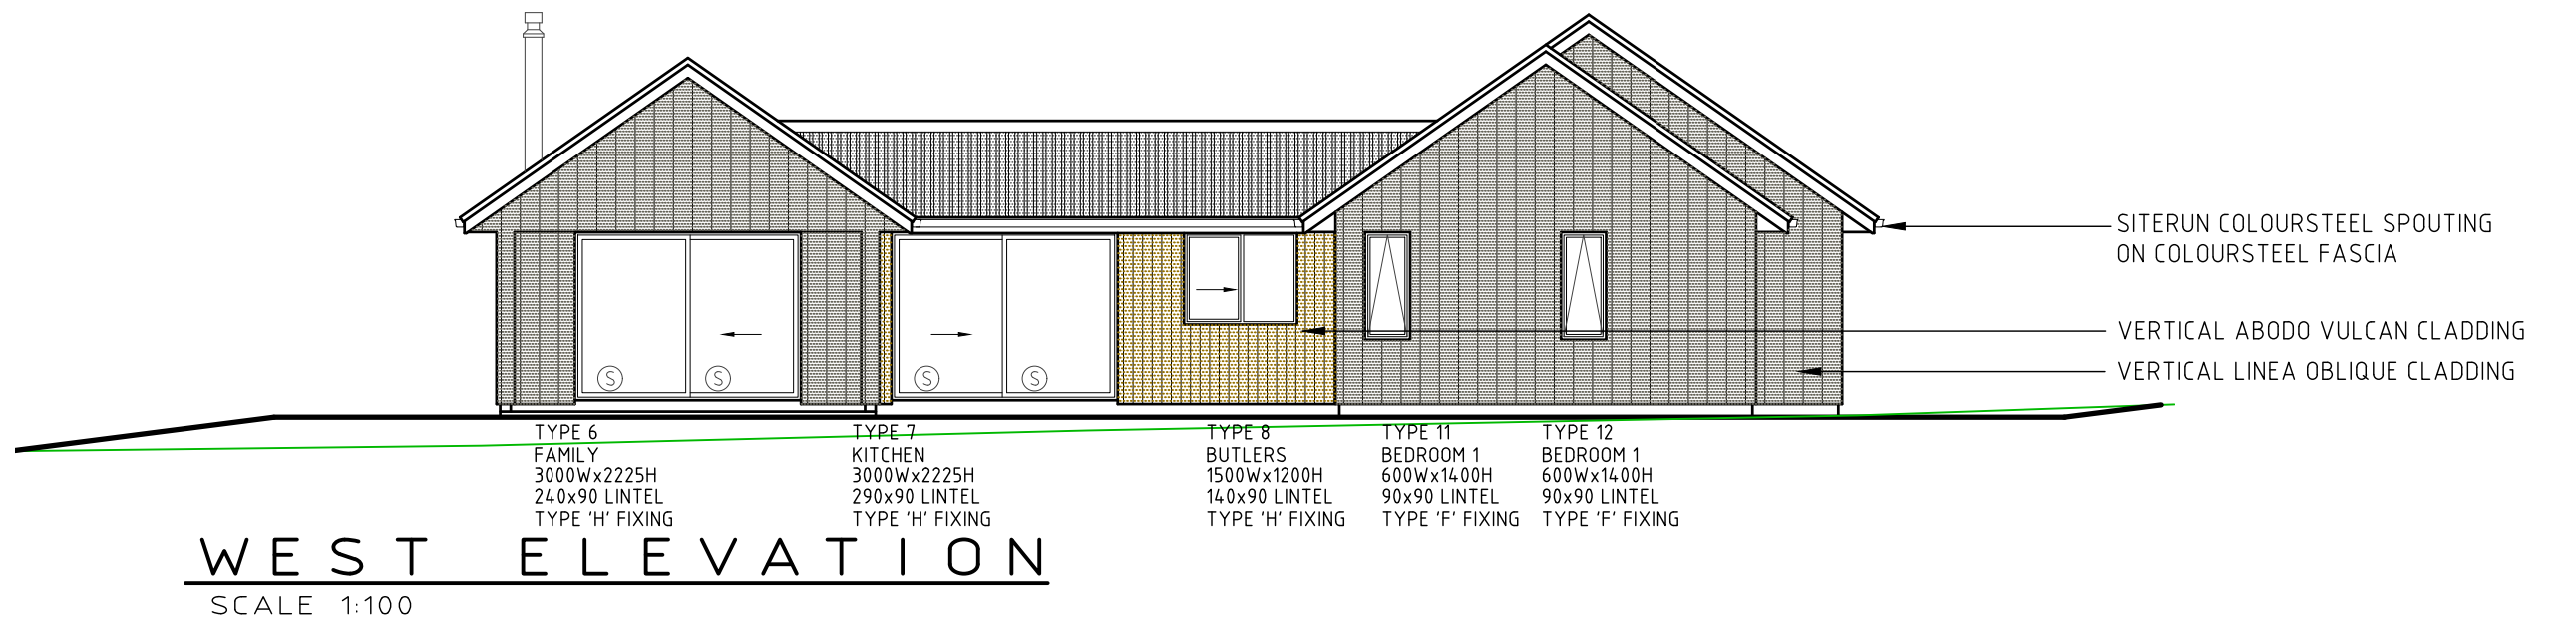 SITERUN COLOURSTEEL SPOUTING
ON COLOURSTEEL FASCIA
VERTICAL ABODO VULCAN CLADDING
VERTICAL LINEA OBLIQUE CLADDING
S
S
S
S
TYPE 6
FAMILY
3000Wx2225H
240x90 LINTEL
TYPE 'H' FIXING
TYPE 7
KITCHEN
3000Wx2225H
290x90 LINTEL
TYPE 'H' FIXING
TYPE 8
BUTLERS
1500Wx1200H
140x90 LINTEL
TYPE 'H' FIXING
TYPE 11
BEDROOM 1
600Wx1400H
90x90 LINTEL
TYPE 'F' FIXING
TYPE 12
BEDROOM 1
600Wx1400H
90x90 LINTEL
TYPE 'F' FIXING
WEST ELEVATION
SCALE 1:100